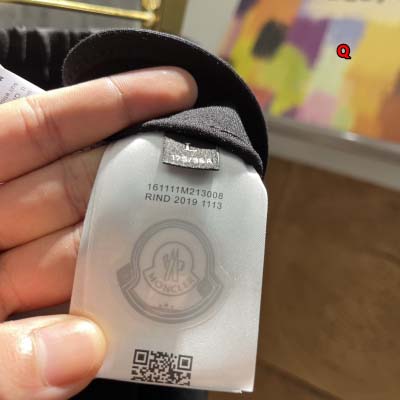 Q
L
175/96A
161111M213008
RIND 2019 1113
MONCLER